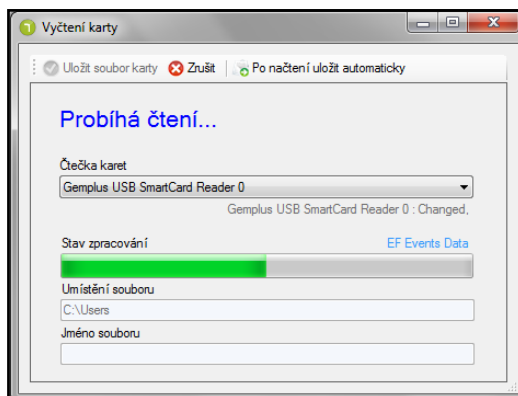 Vyčtení karty
Uložit soubor karty Zrušit Po načtení uložit automaticky
Probíhá čtení...
Čtečka karet
Gemplus USB SmartCard Reader 0
Gemplus USB SmartCard Reader 0 : Changed,
Stav zpracování EF Events Data
Umístění souboru
C:\Users
Jméno souboru